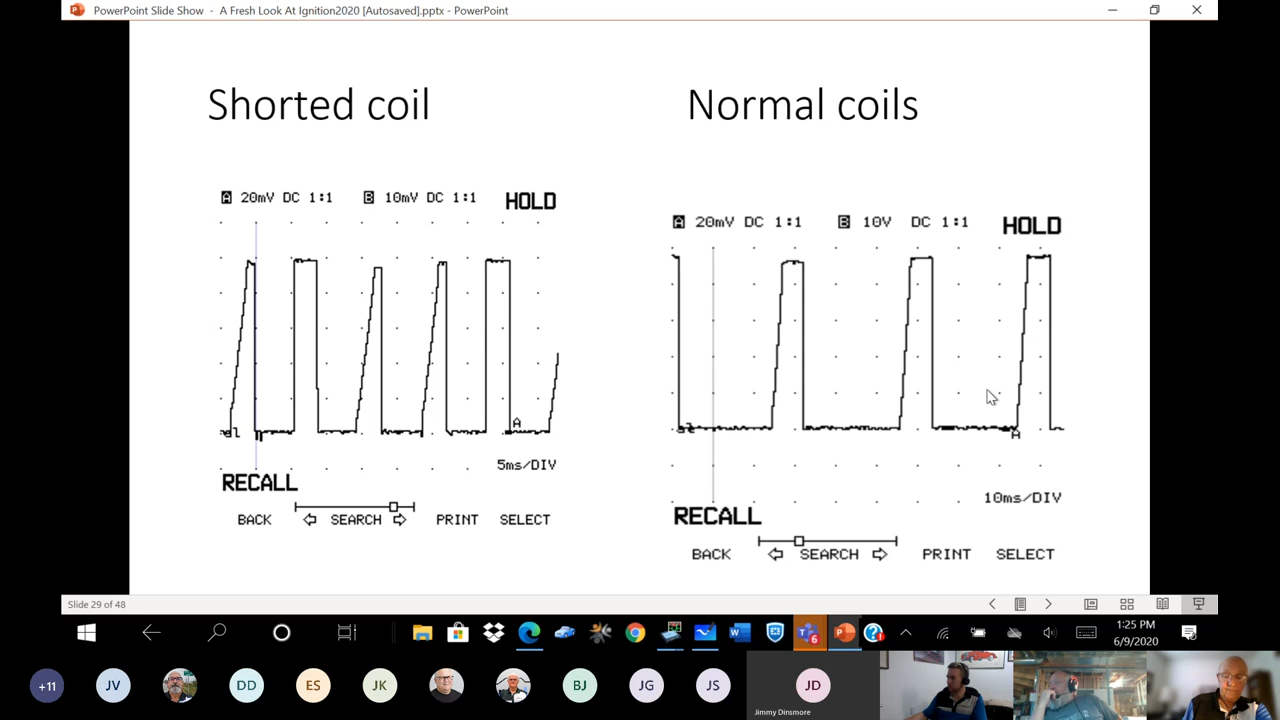 PowerPoint Slide Show - A Fresh Look At Ignition2020 [Autosaved].pptx - PowerPoint
Shorted coil
Normal coils
A 20mV DC 1:1 B 10mV DC 1:1 HOLD
A 20mV DC 1:1 B 10V DC 1:1 HOLD
A
A
5ms/DIV
10ms/DIV
RECALL
RECALL
BACK SEARCH PRINT SELECT
BACK SEARCH PRINT SELECT
Slide 29 of 48
6
1:25 PM
6/9/2020
+11 JV DD ES JK BJ JG JS JD
Jimmy Dinsmore